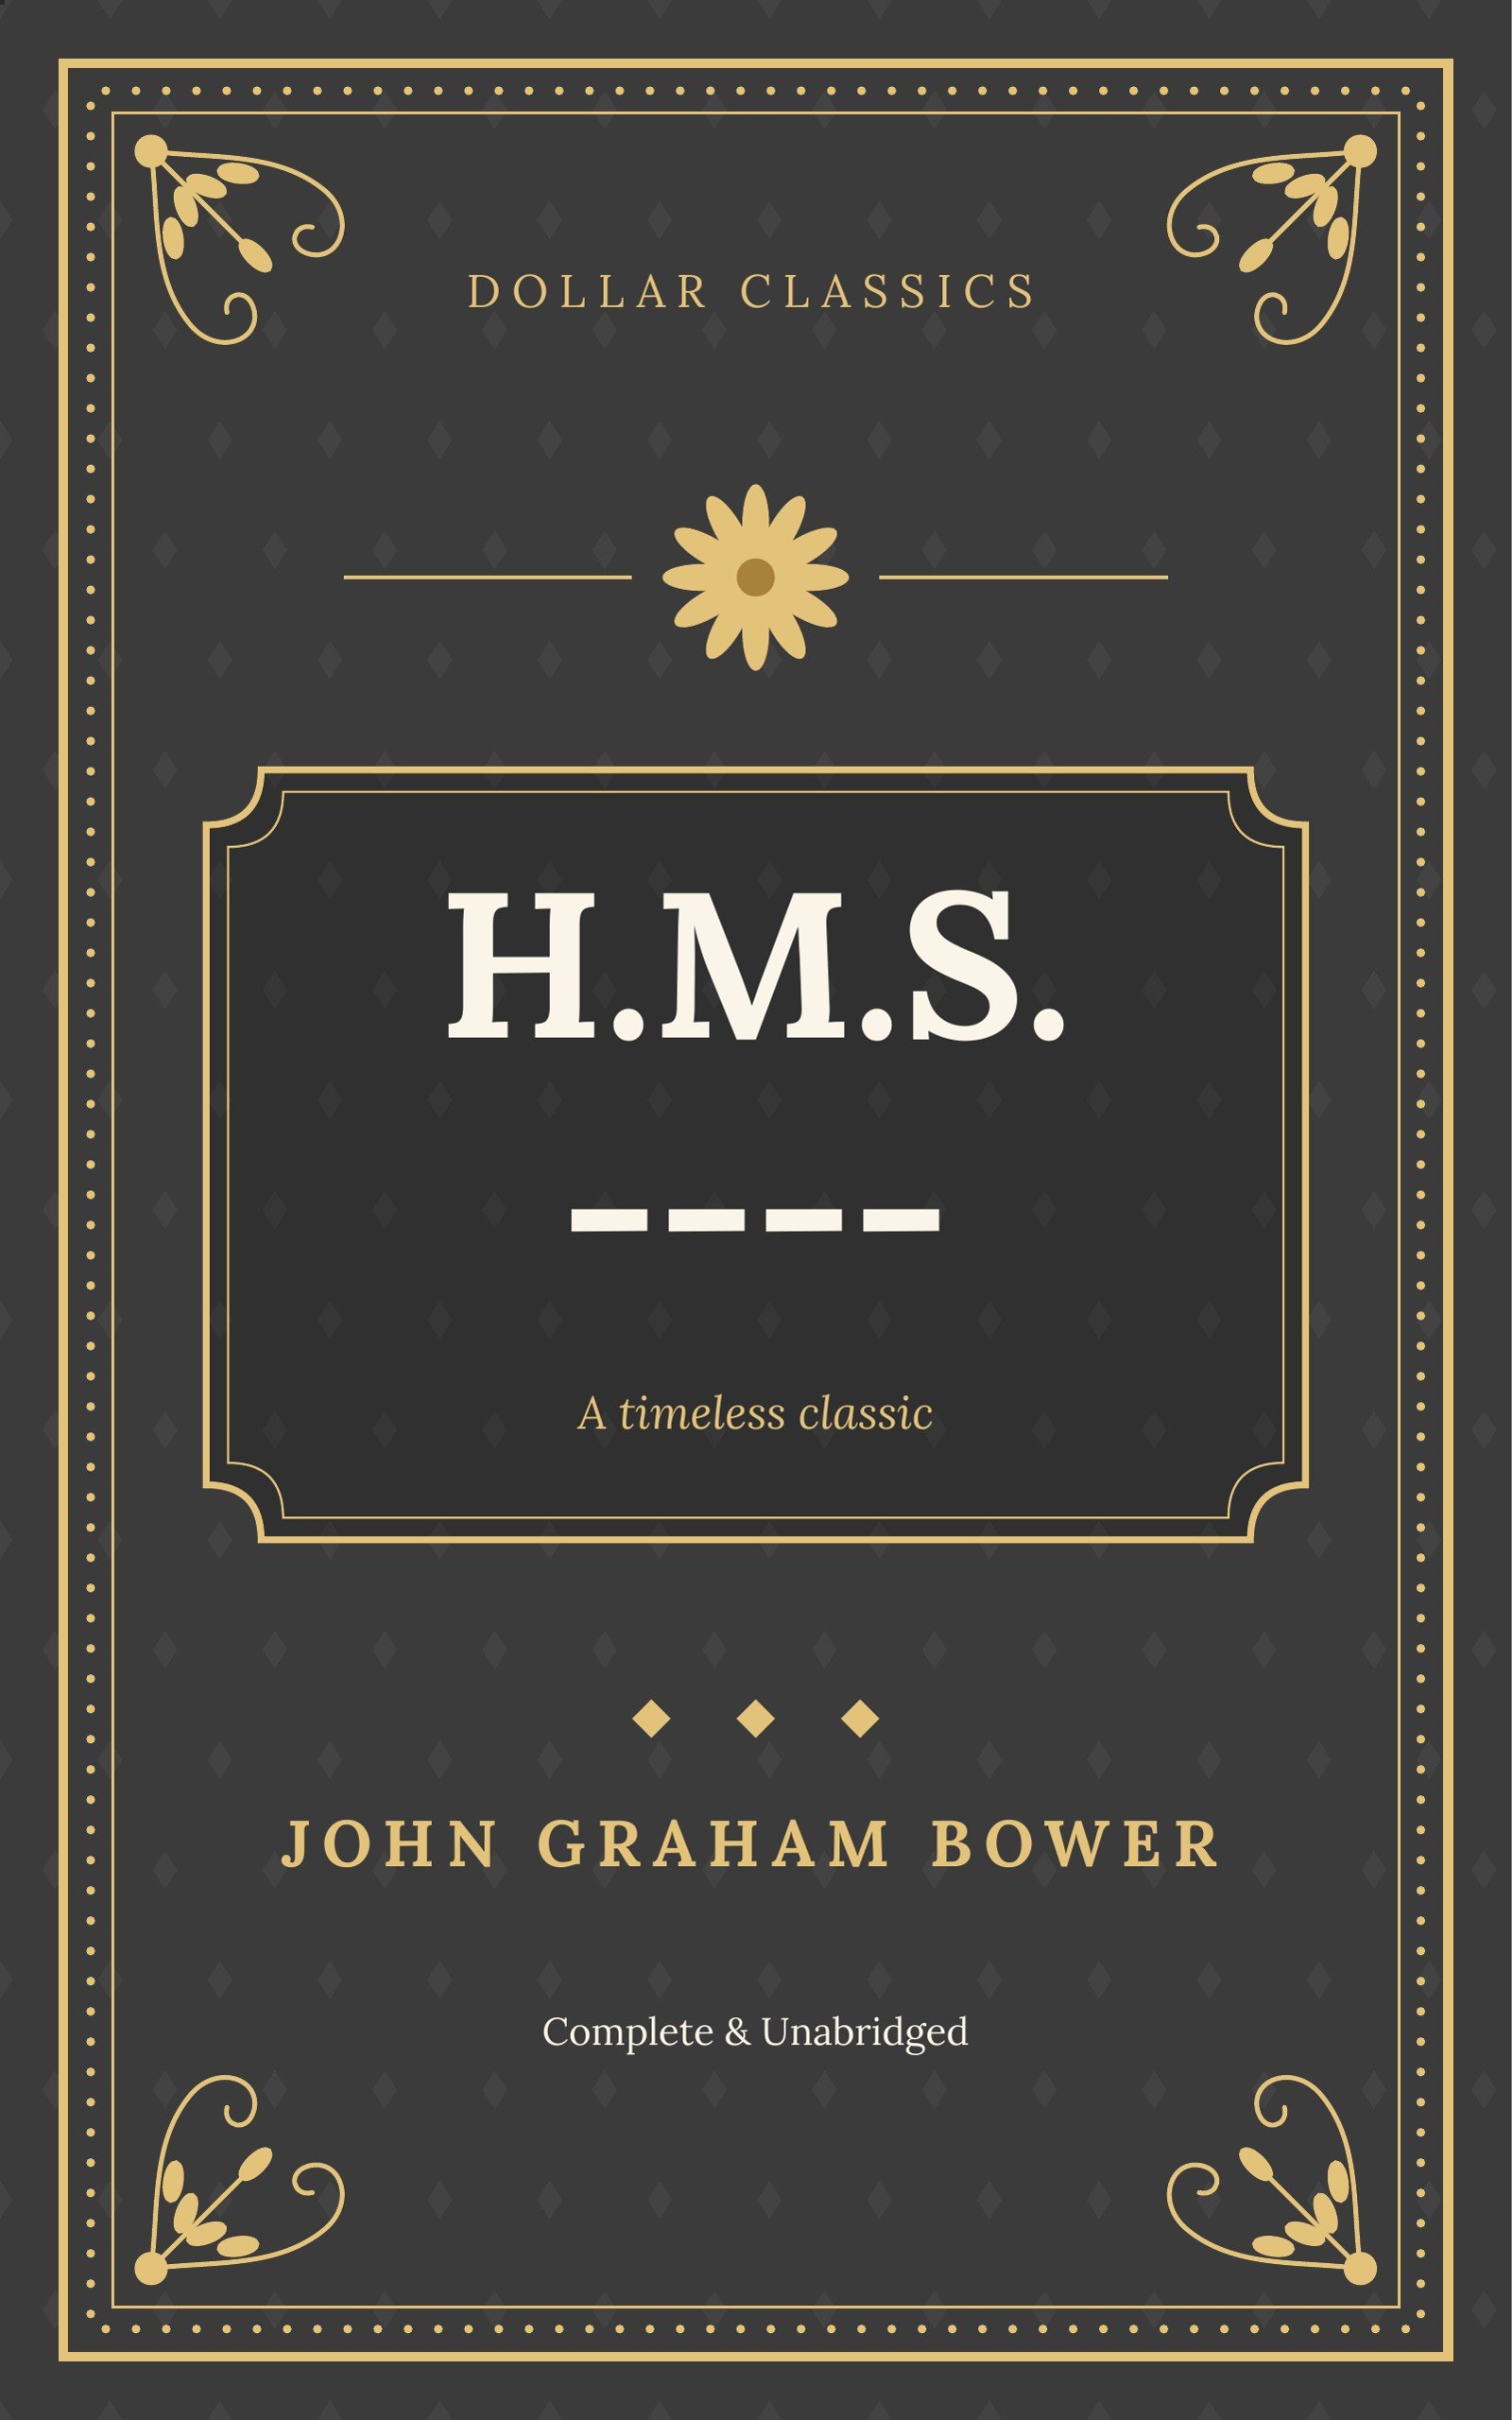 DOLLAR CLASSICS
H.M.S.
----
A timeless classic
JOHN GRAHAM BOWER
Complete & Unabridged